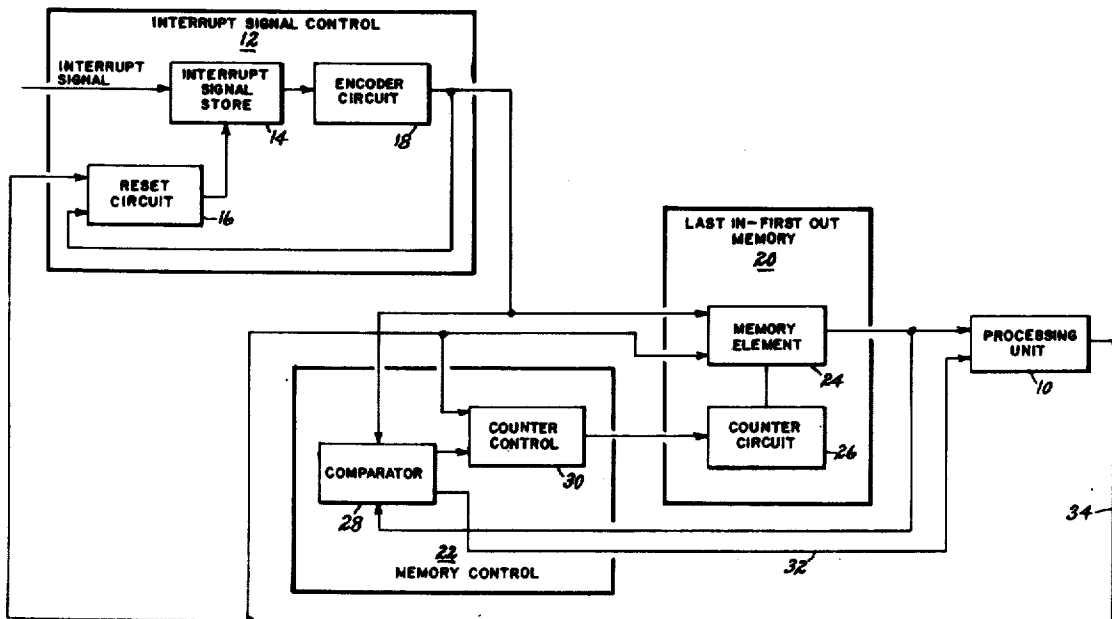 INTERRUPT SIGNAL CONTROL
12
INTERRUPT
SIGNAL
INTERRUPT
SIGNAL
STORE
14
ENCODER
CIRCUIT
18
RESET
CIRCUIT
16
LAST IN-FIRST OUT
MEMORY
20
MEMORY
ELEMENT
24
PROCESSING
UNIT
10
COUNTER
CONTROL
30
COUNTER
CIRCUIT
26
COMPARATOR
28
34
22
MEMORY CONTROL
32